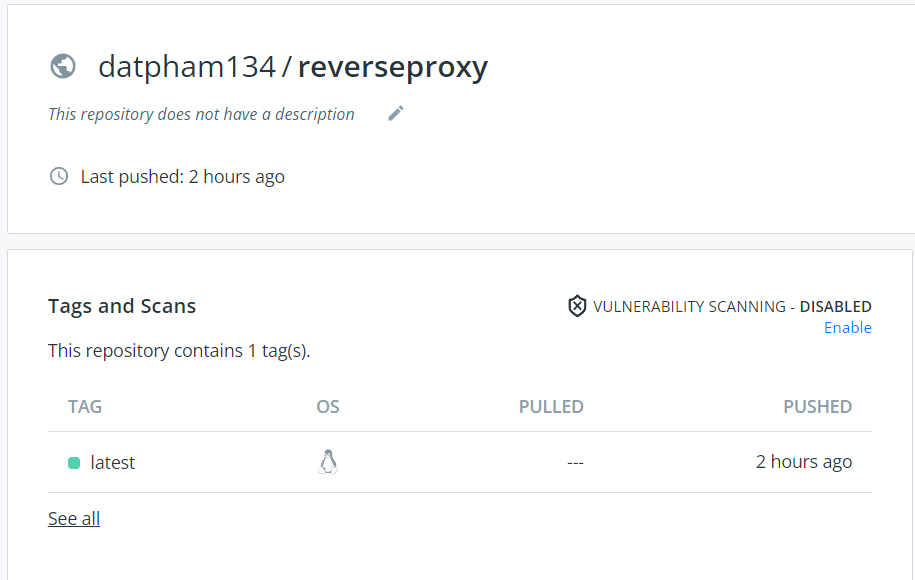 datpham134 / reverseproxy
This repository does not have a description
Last pushed: 2 hours ago
Tags and Scans
VULNERABILITY SCANNING - DISABLED
Enable
This repository contains 1 tag(s).
TAG OS PULLED PUSHED
latest --- 2 hours ago
See all